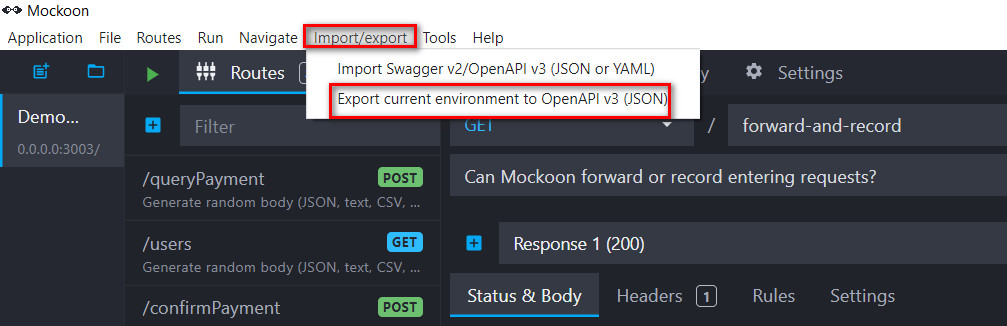 Mockoon
Application File Routes Run Navigate Import/export Tools Help
Import Swagger v2/OpenAPI v3 (JSON or YAML)
Export current environment to OpenAPI v3 (JSON)
Routes Settings
Demo...
0.0.0.0:3003/
Filter
GET / forward-and-record
/queryPayment POST
Generate random body (JSON, text, CSV, ...
Can Mockoon forward or record entering requests?
/users GET
Generate random body (JSON, text, CSV, ...
Response 1 (200)
/confirmPayment POST
Status & Body Headers 1 Rules Settings